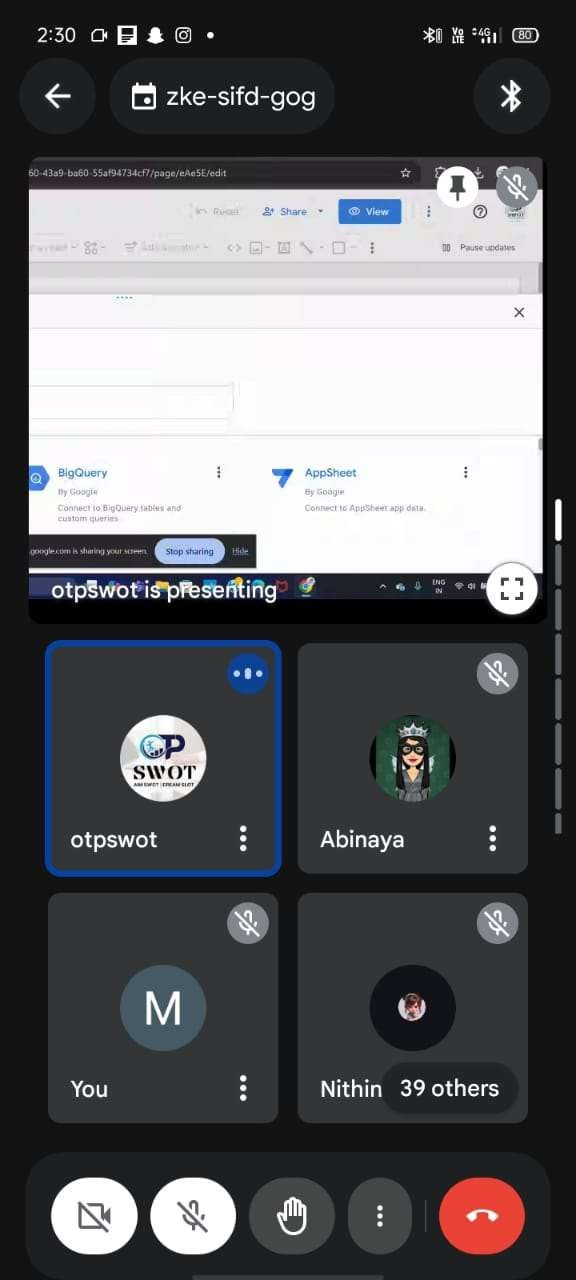 2:30
Vo LTE
4G
80
zke-sifd-gog
60-43a9-ba60-55af94734cf7/page/eAe5E/edit
Reset
Share
View
Pause updates
BigQuery
By Google
Connect to BigQuery tables and
custom queries.
AppSheet
By Google
Connect to AppSheet app data.
.google.com is sharing your screen.
Stop sharing
Hide
ENG
IN
otpswot is presenting
SWOT
otpswot
Abinaya
M
You
Nithin
39 others